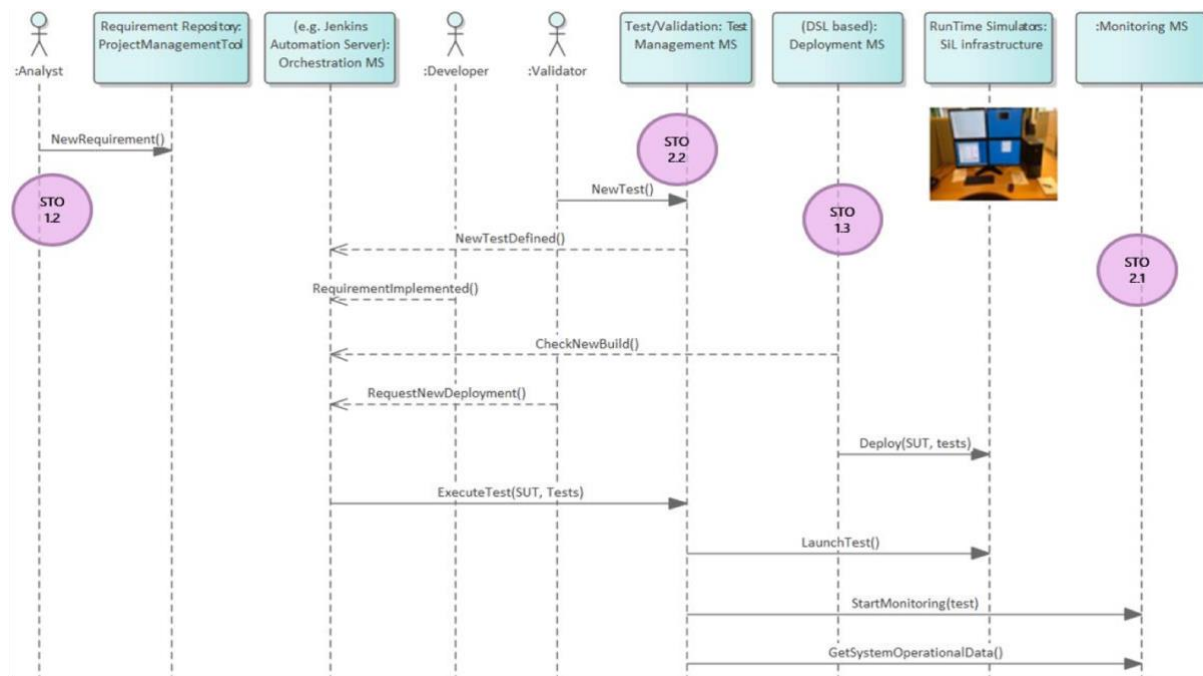 Requirement Repository:
ProjectManagementTool
(e.g. Jenkins
Automation Server):
Orchestration MS
Test/Validation: Test
Management MS
(DSL based):
Deployment MS
RunTime Simulators:
SiL infrastructure
:Monitoring MS
:Analyst
:Developer
:Validator
NewRequirement()
STO
2.2
STO
1.2
NewTest()
STO
1.3
NewTestDefined()
STO
2.1
RequirementImplemented()
CheckNewBuild()
RequestNewDeployment()
Deploy(SUT, tests)
ExecuteTest(SUT, Tests)
LaunchTest()
StartMonitoring(test)
GetSystemOperationalData()